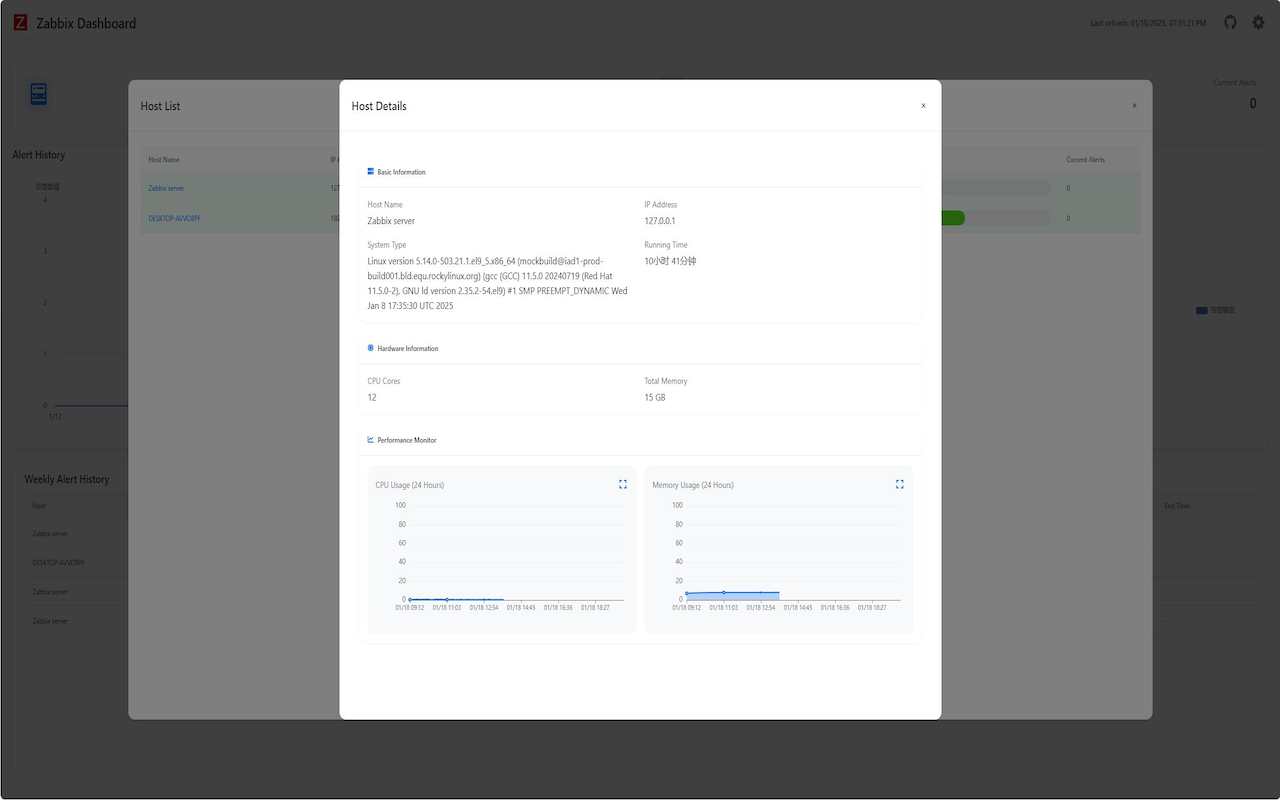 Zabbix Dashboard
Last refresh: 01/18/2025, 07:51:21 PM
Current Alerts
0
Alert History
告警数量
4
3
2
1
0
1/12
告警数量
Weekly Alert History
Host
End Time
Zabbix server
-
DESKTOP-AVVOBPF
-
Zabbix server
-
Zabbix server
-
Host List
x
Host Name
IP A
Current Alerts
Zabbix server
127
0
DESKTOP-AVVOBPF
192
0
Host Details
x
Basic Information
Host Name
IP Address
Zabbix server
127.0.0.1
System Type
Running Time
Linux version 5.14.0-503.21.1.el9_5.x86_64 (mockbuild@iad1-prod-
10小时 41分钟
build001.bld.equ.rockylinux.org) (gcc (GCC) 11.5.0 20240719 (Red Hat
11.5.0-2), GNU ld version 2.35.2-54.el9) #1 SMP PREEMPT_DYNAMIC Wed
Jan 8 17:35:30 UTC 2025
Hardware Information
CPU Cores
Total Memory
12
15 GB
Performance Monitor
CPU Usage (24 Hours)
100
80
60
40
20
0
01/18 09:12 01/18 11:03 01/18 12:54 01/18 14:45 01/18 16:36 01/18 18:27
Memory Usage (24 Hours)
100
80
60
40
20
0
01/18 09:12 01/18 11:03 01/18 12:54 01/18 14:45 01/18 16:36 01/18 18:27